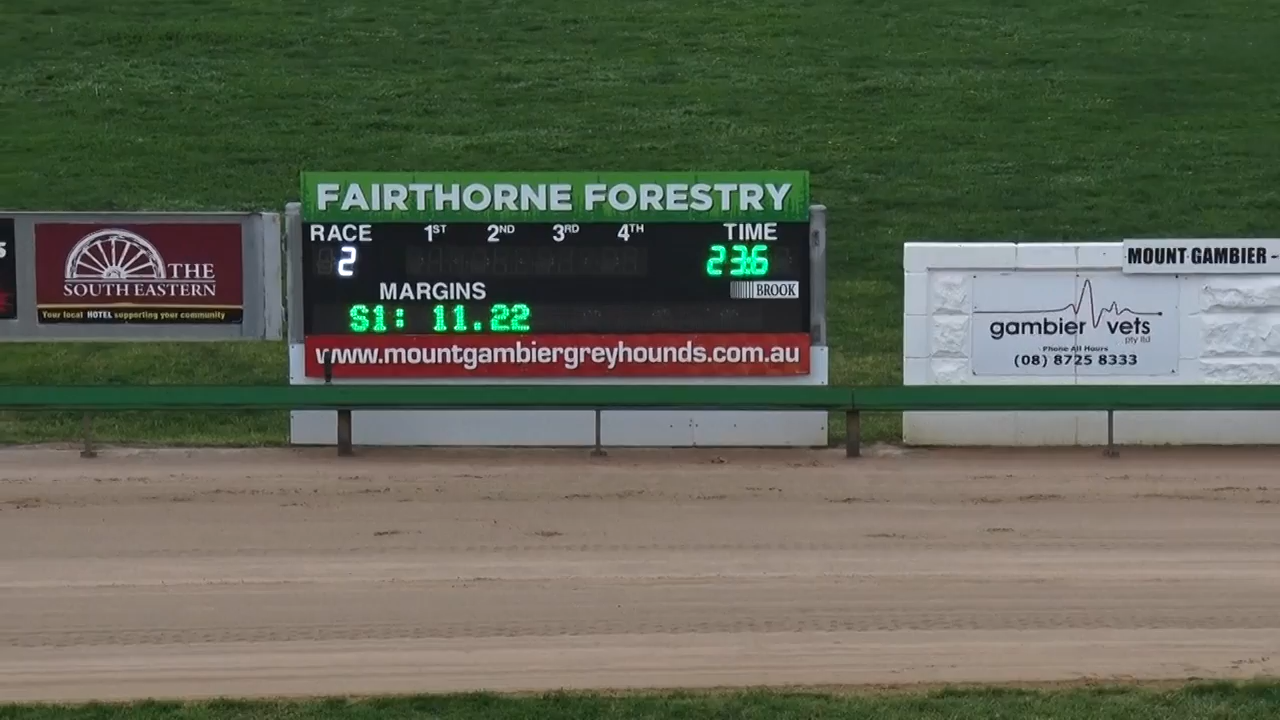 FAIRTHORNE FORESTRY
RACE 1ST 2ND 3RD 4TH TIME
2 23.6
MARGINS BROOK
S1: 11.22
www.mountgambiergreyhounds.com.au
THE
SOUTH EASTERN
Your local HOTEL supporting your community
MOUNT GAMBIER -
gambier vets
pty ltd
Phone All Hours
(08) 8725 8333